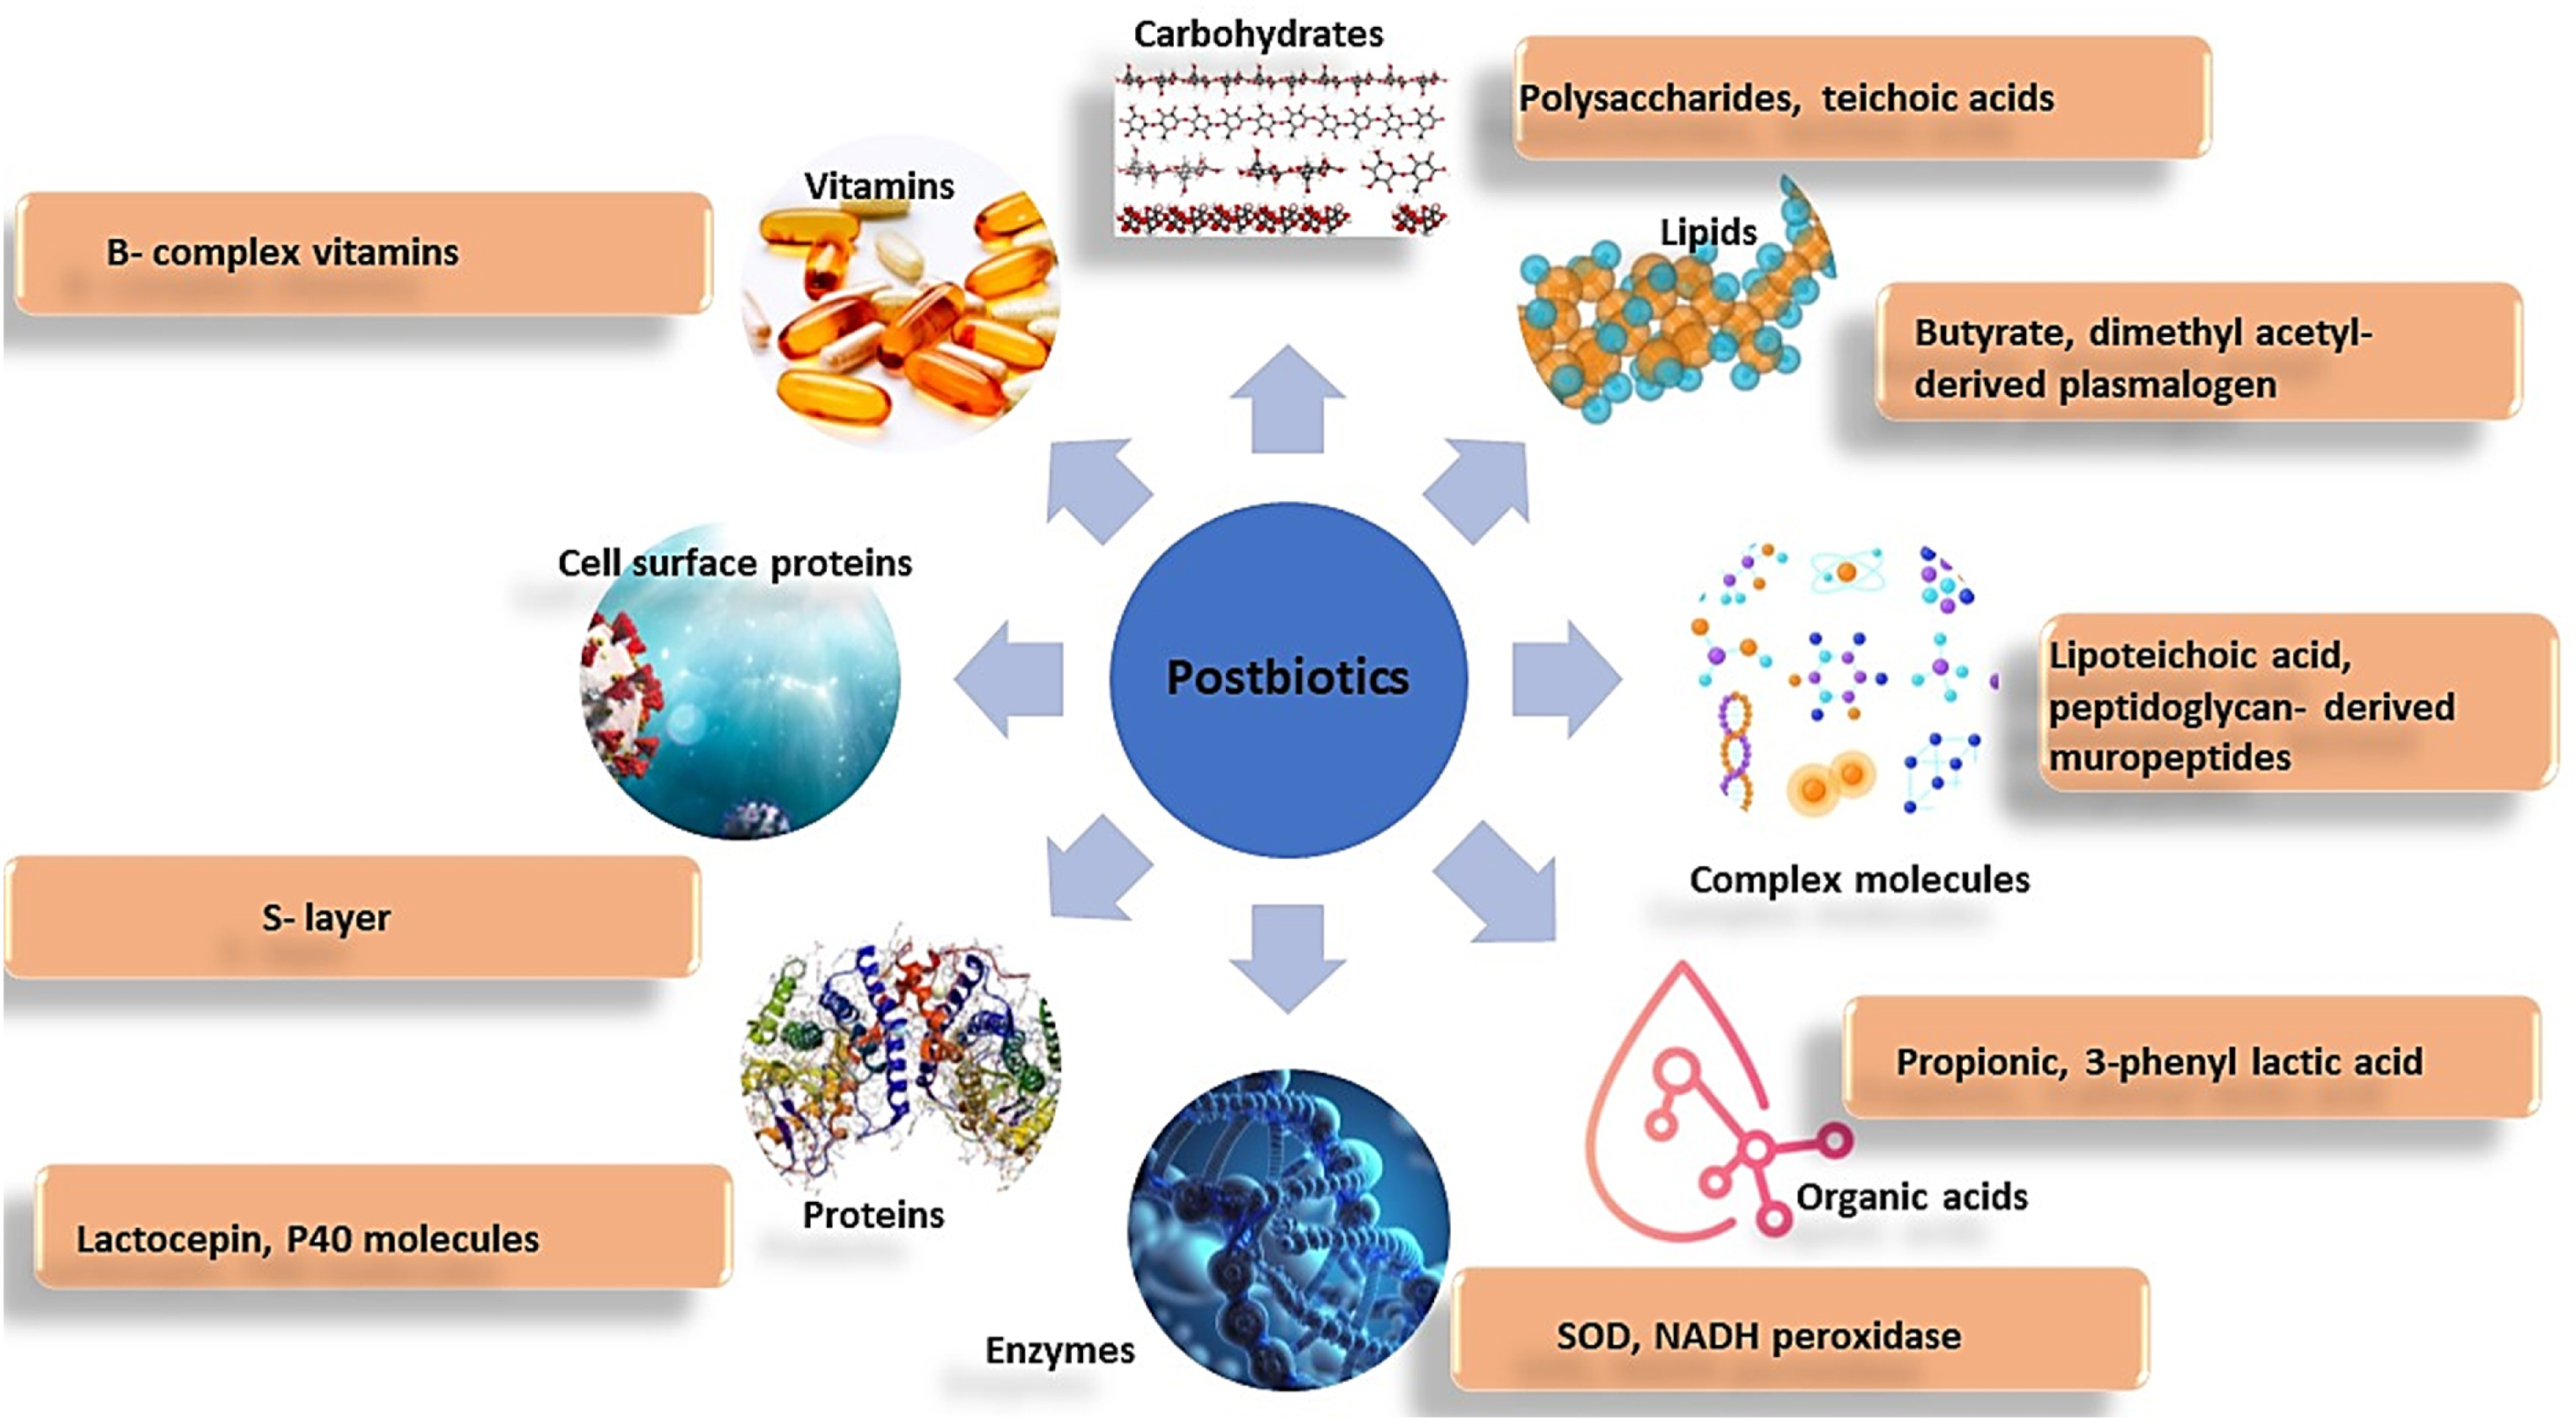 Carbohydrates
Polysaccharides, teichoic acids
Vitamins
B- complex vitamins
Lipids
Butyrate, dimethyl acetyl-
derived plasmalogen
Cell surface proteins
Postbiotics
Lipoteichoic acid,
peptidoglycan- derived
muropeptides
Complex molecules
S- layer
Propionic, 3-phenyl lactic acid
Organic acids
Proteins
Lactocepin, P40 molecules
Enzymes
SOD, NADH peroxidase